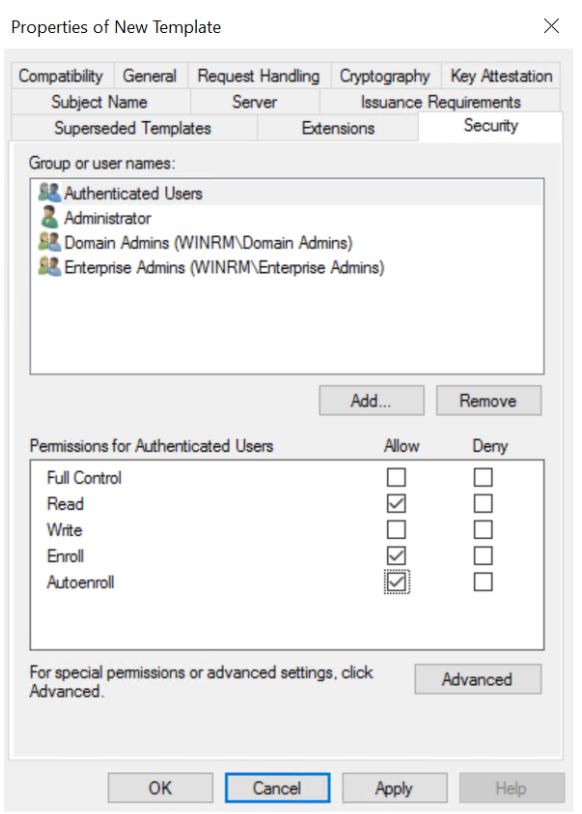 Properties of New Template
Compatibility General Request Handling Cryptography Key Attestation
Subject Name Server Issuance Requirements
Superseded Templates Extensions Security
Group or user names:
Authenticated Users
Administrator
Domain Admins (WINRM\Domain Admins)
Enterprise Admins (WINRM\Enterprise Admins)
Add... Remove
Permissions for Authenticated Users Allow Deny
Full Control
Read
Write
Enroll
Autoenroll
For special permissions or advanced settings, click
Advanced.
Advanced
OK Cancel Apply Help